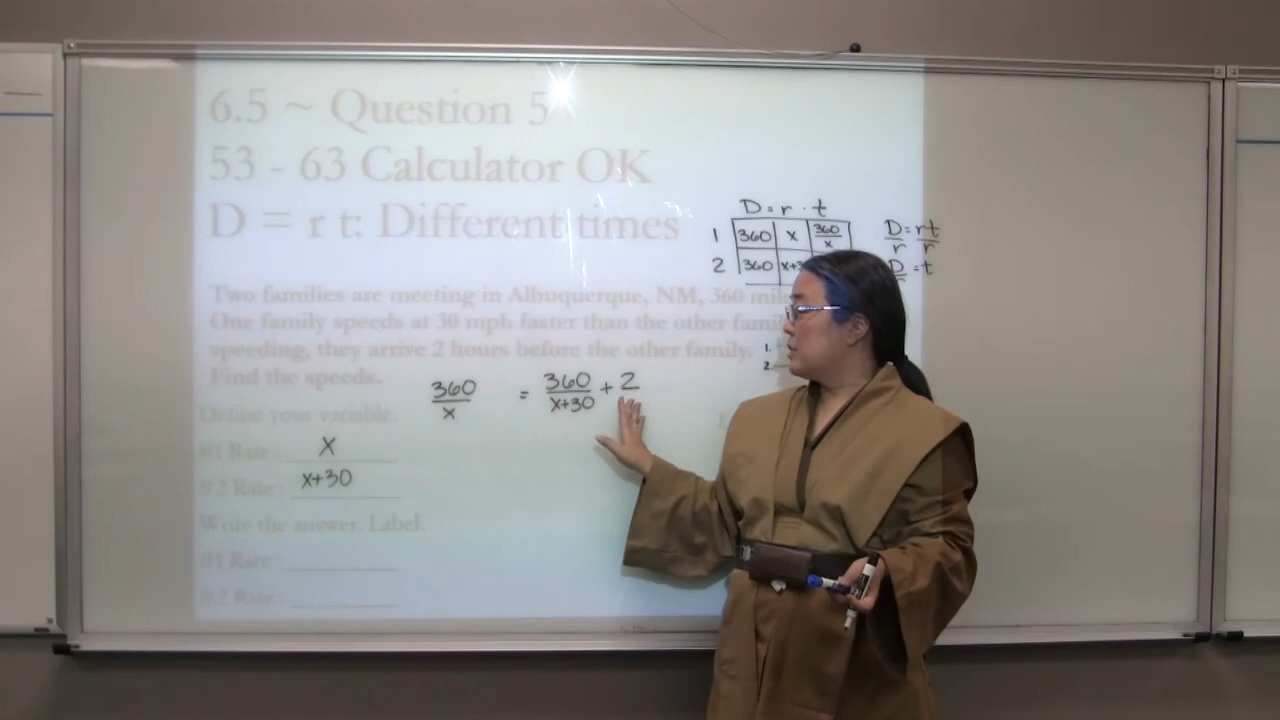 6.5 ~ Question 5
53 - 63 Calculator OK
D = r t: Different times
D = r · t
1 360 x 360/x
2 360 x+3
D = rt
r r
D = t
Two families are meeting in Albuquerque, NM, 360
One family speeds at 30 mph faster than the other
speeding, they arrive 2 hours before the other family.
Find the speeds.
1.
2.
360/x = 360/x+30 + 2
Define your variable.
#1 Rate x
#2 Rate : x+30
Write the answer. Label.
#1 Rate :
#2 Rate :